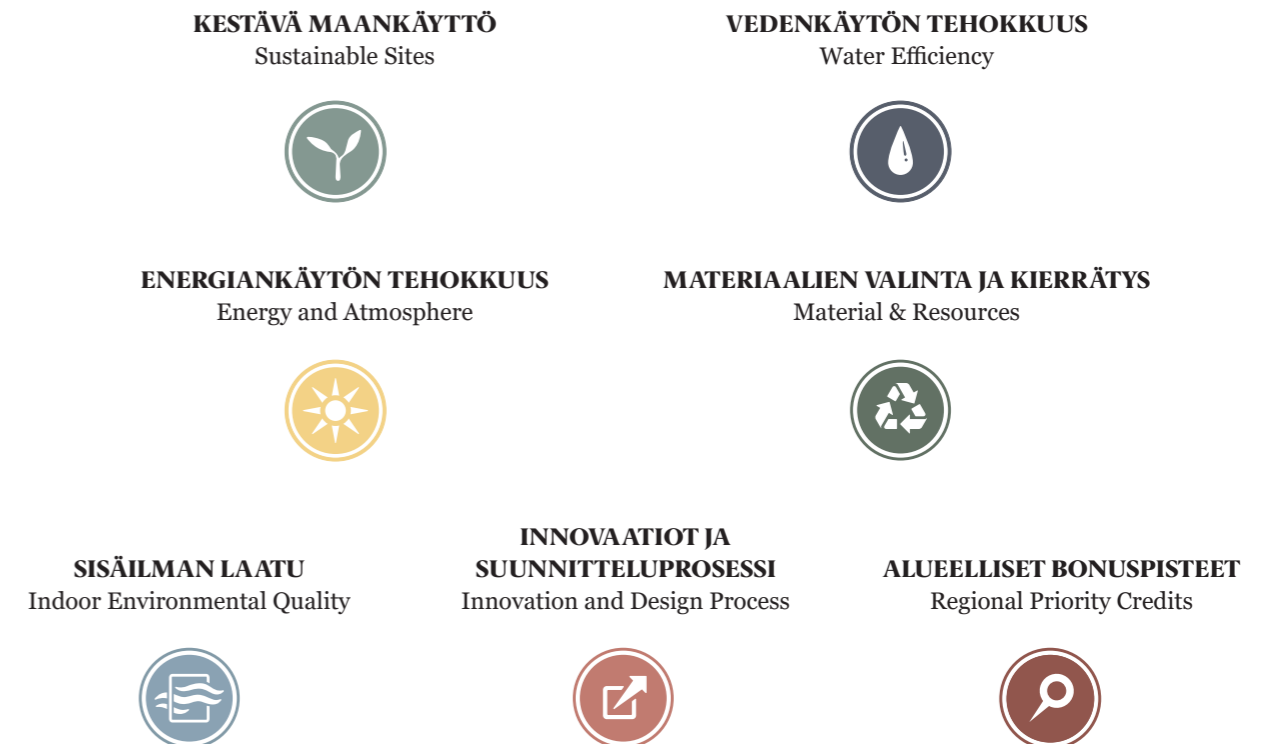 KESTÄVÄ MAANKÄYTTÖ
Sustainable Sites
VEDENKÄYTÖN TEHOKKUUS
Water Efficiency
ENERGIANKÄYTÖN TEHOKKUUS
Energy and Atmosphere
MATERIAALIEN VALINTA JA KIERRÄTYS
Material & Resources
SISÄILMAN LAATU
Indoor Environmental Quality
INNOVAATIOT JA
SUUNNITTELUPROSESSI
Innovation and Design Process
ALUEELLISET BONUSPISTEET
Regional Priority Credits